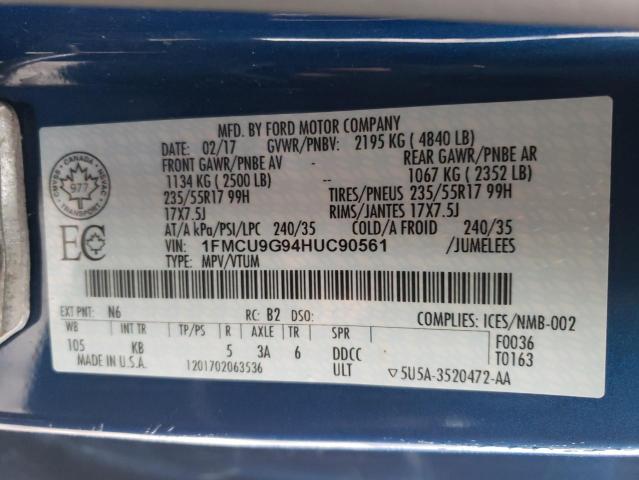 MFD. BY FORD MOTOR COMPANY
DATE: 02/17 GVWR/PNBV: 2195 KG ( 4840 LB)
FRONT GAWR/PNBE AV REAR GAWR/PNBE AR
1134 KG ( 2500 LB) -- 1067 KG ( 2352 LB)
235/55R17 99H TIRES/PNEUS 235/55R17 99H
17X7.5J RIMS/JANTES 17X7.5J
AT/A kPa/PSI/LPC 240/35 COLD/A FROID 240/35
VIN: 1FMCU9G94HUC90561 /JUMELEES
TYPE: MPV/VTUM
CANADA
977
TRANSPORT
EC
EXT PNT: N6 RC: B2 DSO: COMPLIES: ICES/NMB-002
WB INT TR TP/PS R AXLE TR SPR F0036
105 KB 5 3A 6 DDCC T0163
MADE IN U.S.A. 1201702063536 ULT ▽5U5A-3520472-AA